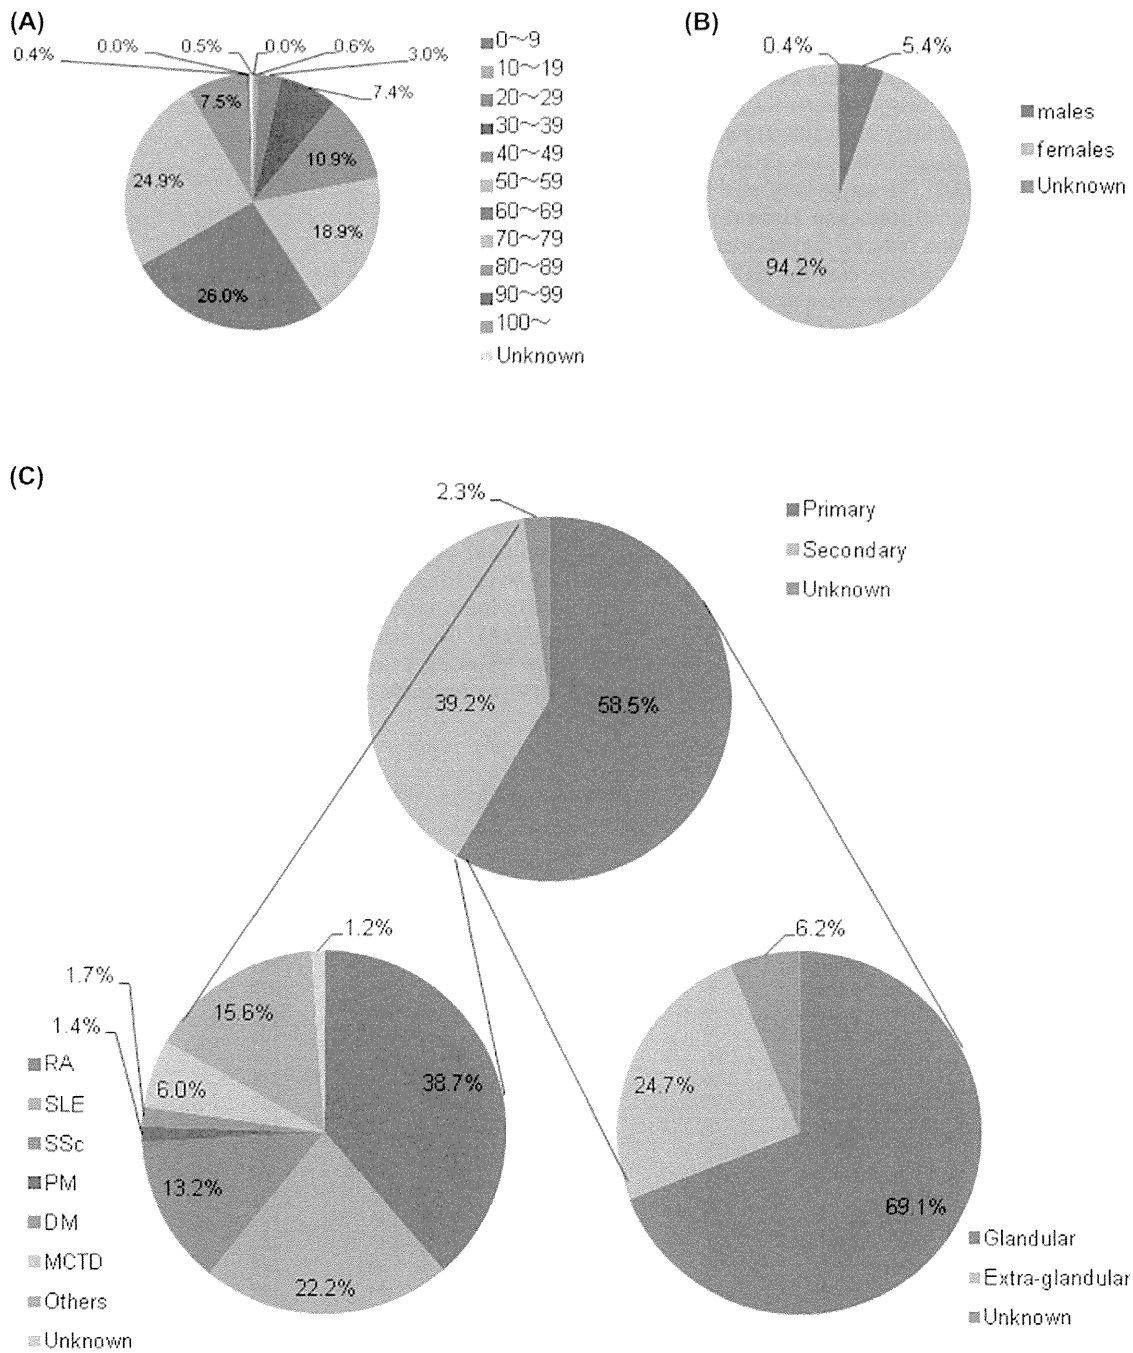 (A)
0.4%
0.0%
0.5%
0.0%
0.6%
3.0%
7.4%
7.5%
10.9%
24.9%
18.9%
26.0%
0～9
10～19
20～29
30～39
40～49
50～59
60～69
70～79
80～89
90～99
100～
Unknown
(B)
0.4%
5.4%
94.2%
males
females
Unknown
(C)
2.3%
39.2%
58.5%
Primary
Secondary
Unknown
1.2%
1.7%
15.6%
1.4%
6.0%
38.7%
13.2%
22.2%
RA
SLE
SSc
PM
DM
MCTD
Others
Unknown
6.2%
24.7%
69.1%
Glandular
Extra-glandular
Unknown